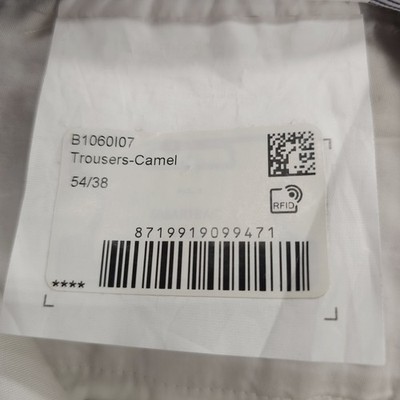 B1060I07
Trousers-Camel
54/38
RFID
8719919099471
****